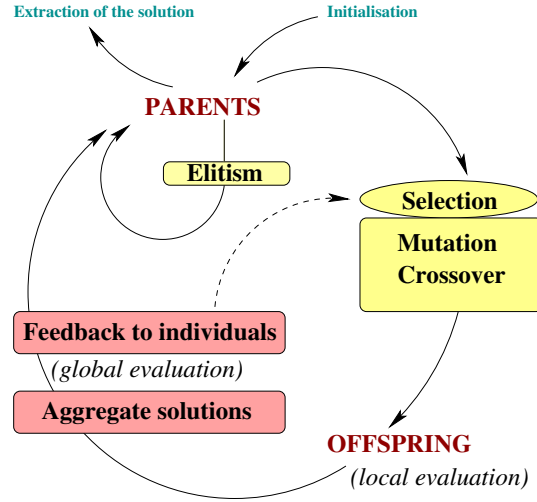 Extraction of the solution
Initialisation
PARENTS
Elitism
Selection
Mutation
Crossover
Feedback to individuals
(global evaluation)
Aggregate solutions
OFFSPRING
(local evaluation)